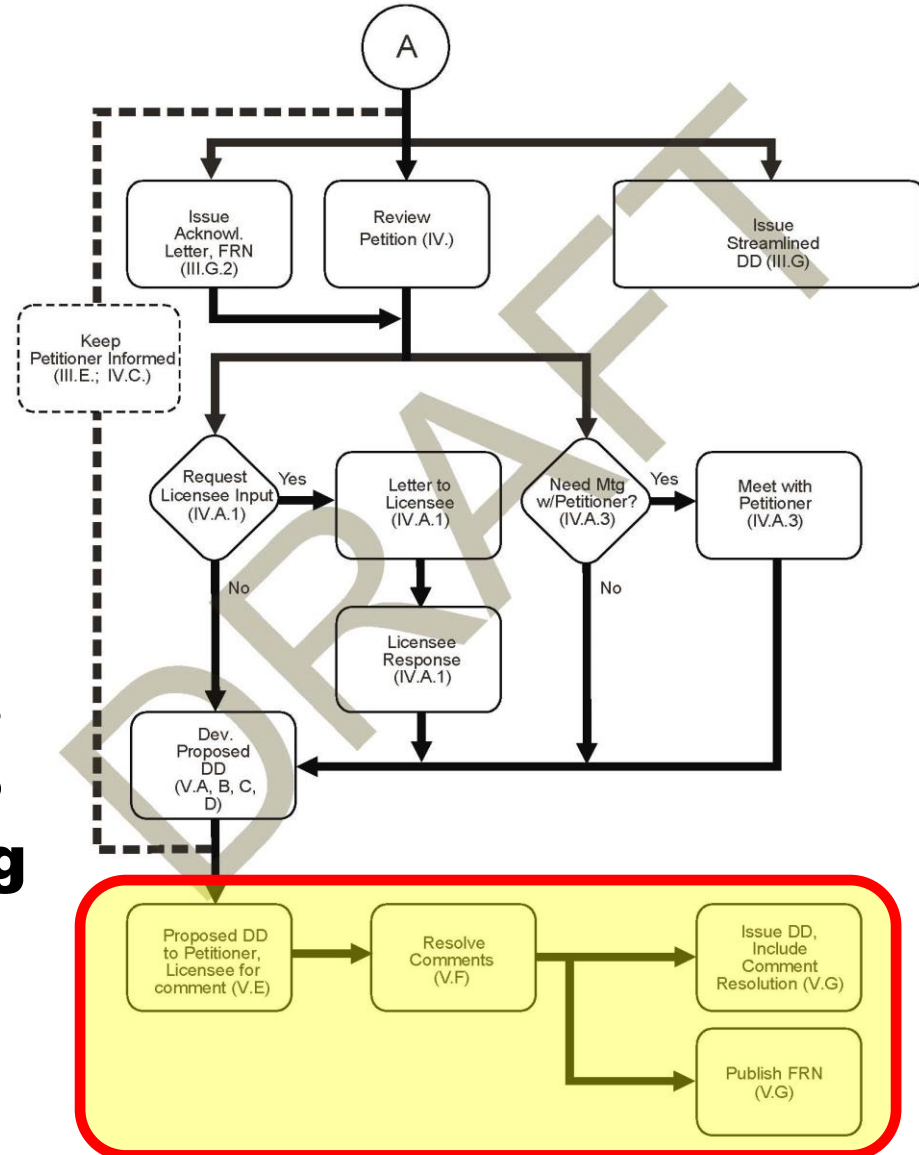 A
Issue
Acknowl.
Letter, FRN
(III.G.2)
Review
Petition (IV.)
Issue
Streamlined
DD (III.G)
Keep
Petitioner Informed
(III.E.; IV.C.)
Request
Licensee Input
(IV.A.1)
Yes
Letter to
Licensee
(IV.A.1)
Need Mtg
w/Petitioner?
(IV.A.3)
Yes
Meet with
Petitioner
(IV.A.3)
No
No
Licensee
Response
(IV.A.1)
Dev.
Proposed
DD
(V.A, B, C,
D)
g
Proposed DD
to Petitioner,
Licensee for
comment (V.E)
Resolve
Comments
(V.F)
Issue DD,
Include
Comment
Resolution (V.G)
Publish FRN
(V.G)
DRAFT